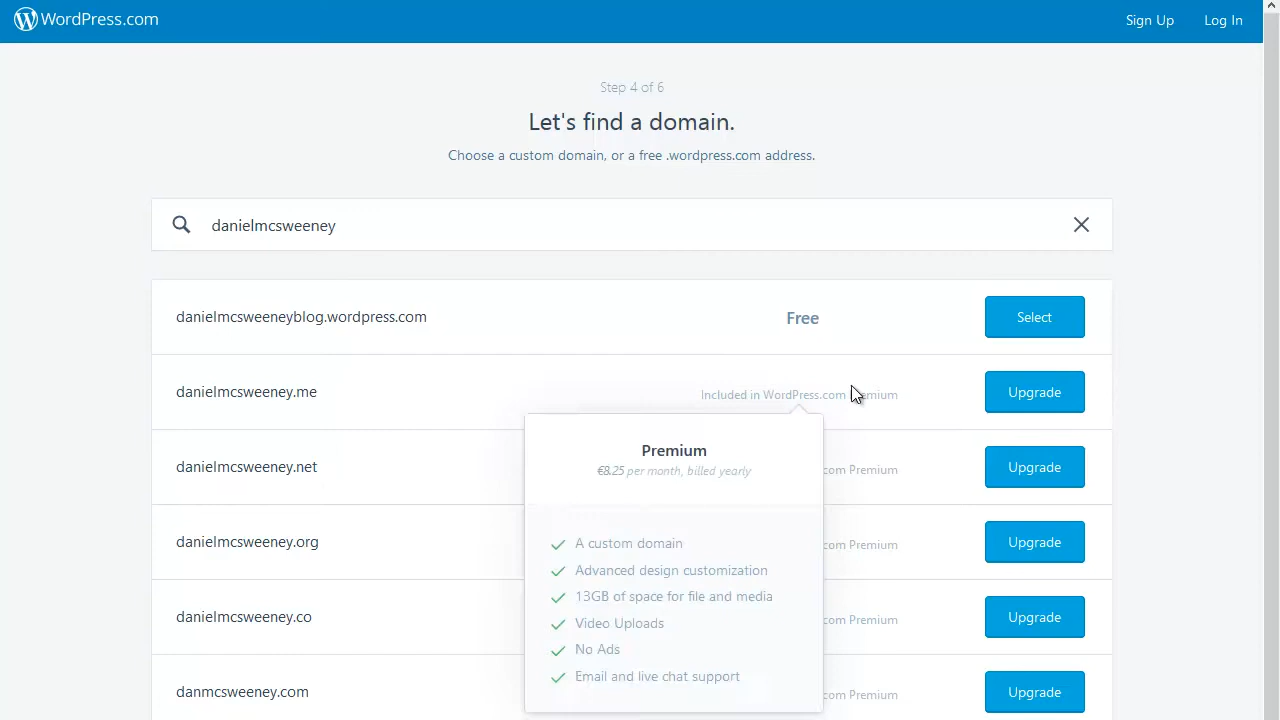 WordPress.com
Sign Up
Log In
Step 4 of 6
Let's find a domain.
Choose a custom domain, or a free .wordpress.com address.
danielmcsweeney
danielmcsweeneyblog.wordpress.com
Free
Select
danielmcsweeney.me
Included in WordPress.com Premium
Upgrade
Premium
€8.25 per month, billed yearly
danielmcsweeney.net
com Premium
Upgrade
danielmcsweeney.org
com Premium
Upgrade
A custom domain
Advanced design customization
13GB of space for file and media
danielmcsweeney.co
com Premium
Upgrade
Video Uploads
No Ads
Email and live chat support
danmcsweeney.com
com Premium
Upgrade